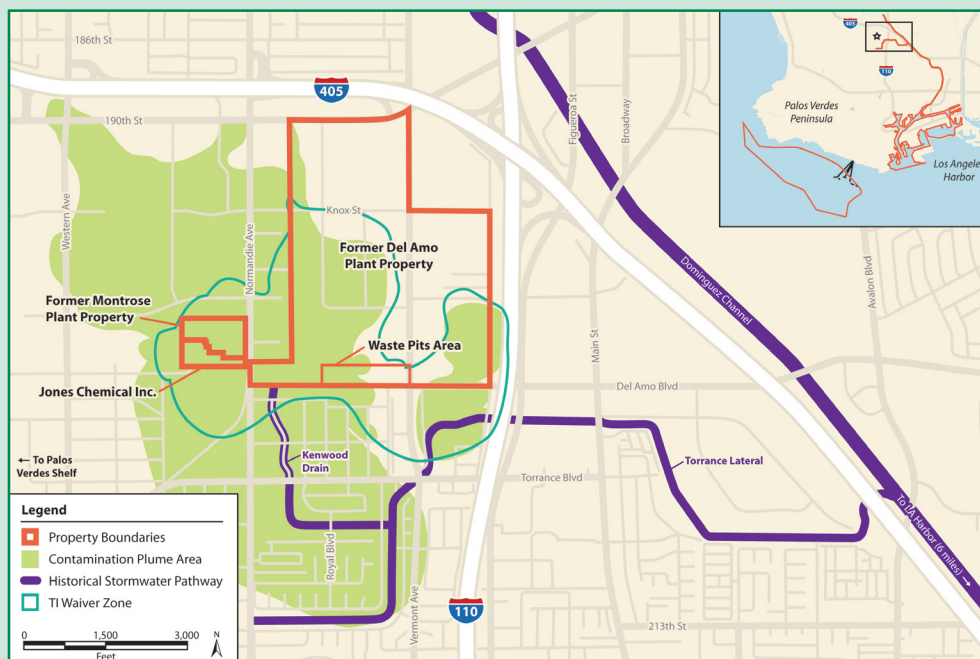 186th St
405
190th St
Western Ave
Normandie Ave
Figueroa St
Broadway
Knox St
Former Del Amo
Plant Property
Former Montrose
Plant Property
Waste Pits Area
Jones Chemical Inc.
Main St
Dominguez Channel
Avalon Blvd
Del Amo Blvd
← To Palos
Verdes Shelf
Kenwood
Drain
Torrance Blvd
Torrance Lateral
Royal Blvd
Vermont Ave
110
213th St
To LA Harbor (6 miles) →
405
110
Palos Verdes
Peninsula
Harbor
Legend
Property Boundaries
Contamination Plume Area
Historical Stormwater Pathway
TI Waiver Zone
0 1,500 3,000
Feet
N